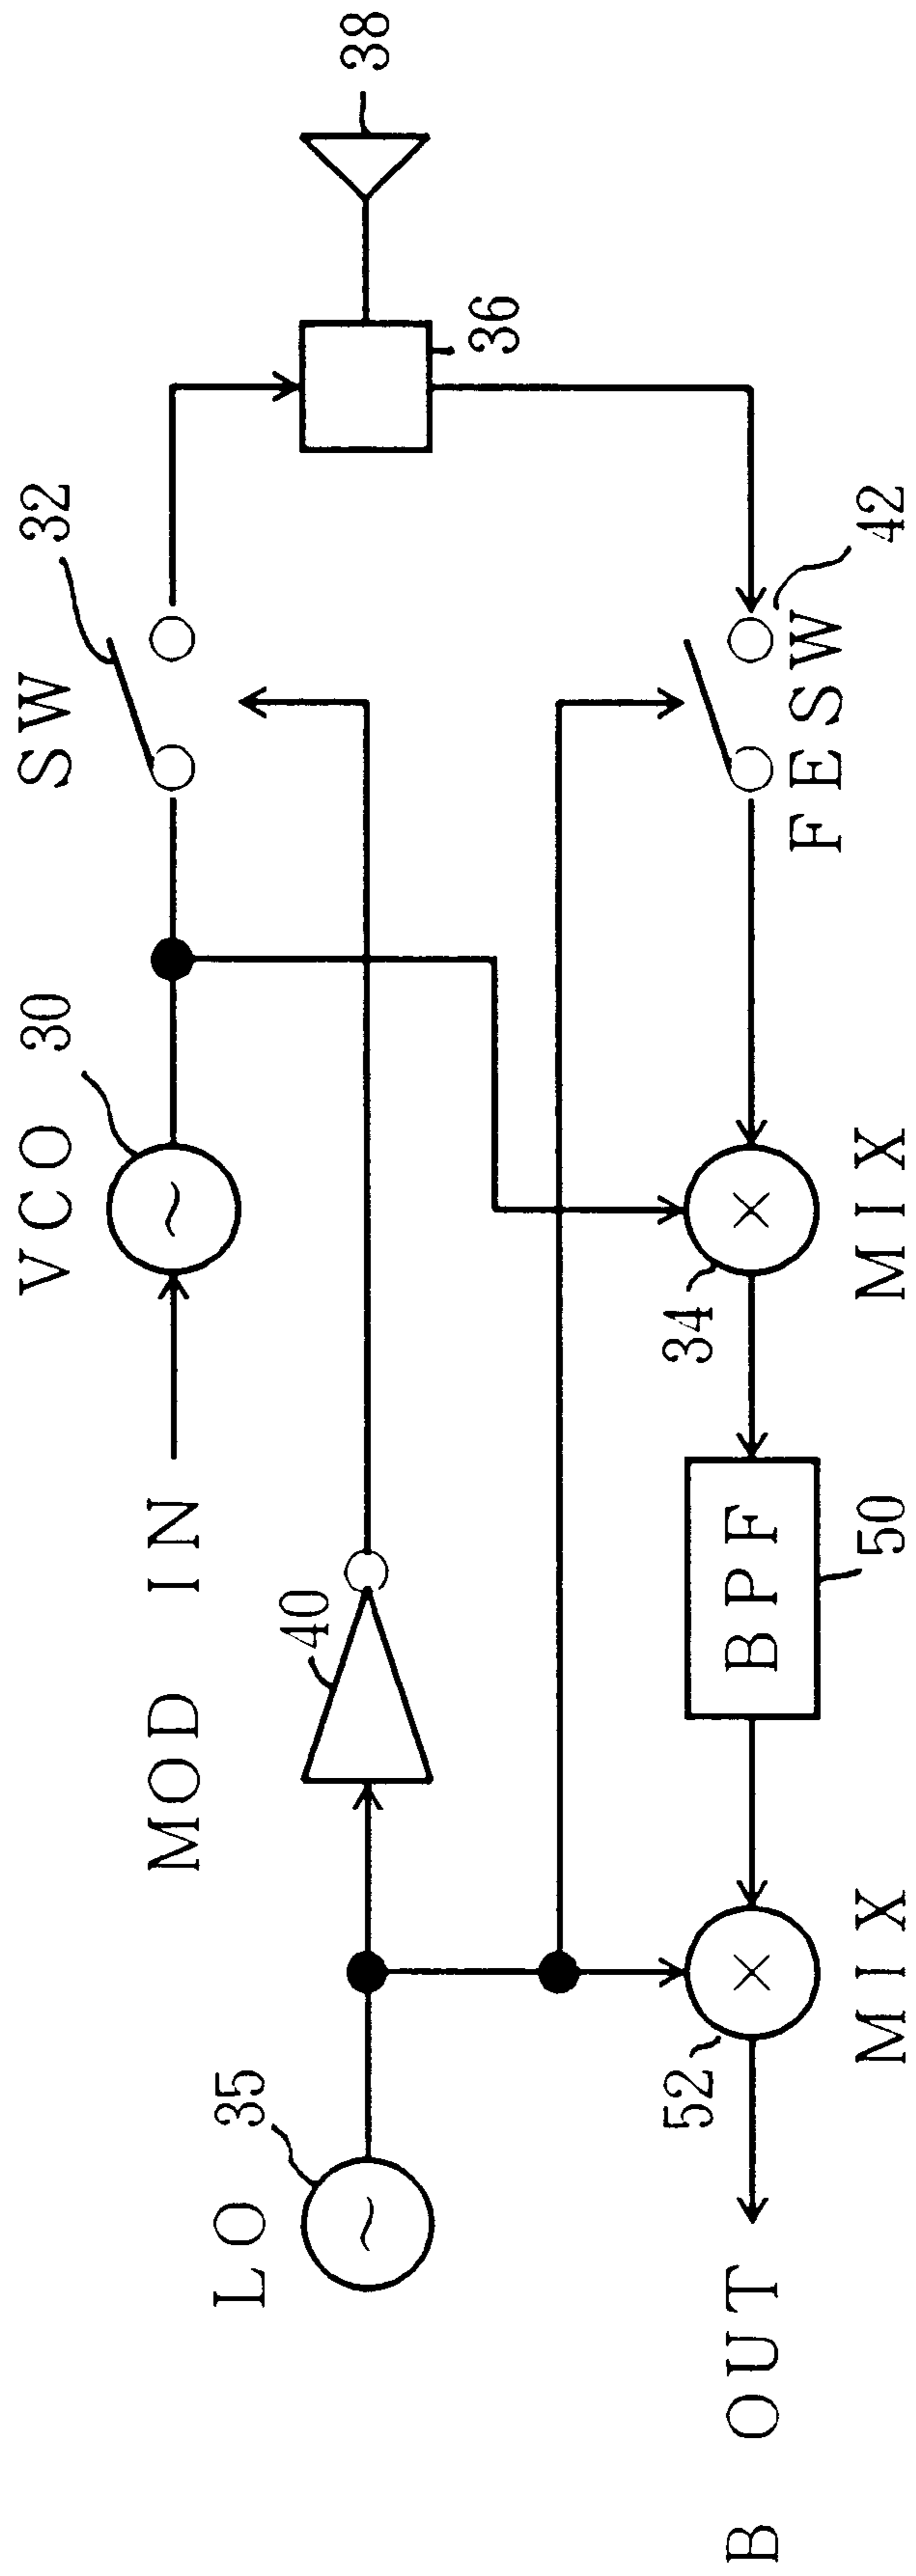 VCO 30
SW
32
38
MOD IN
36
LO 35
40
FESW
42
34
MIX
BPF
50
52
MIX
B OUT